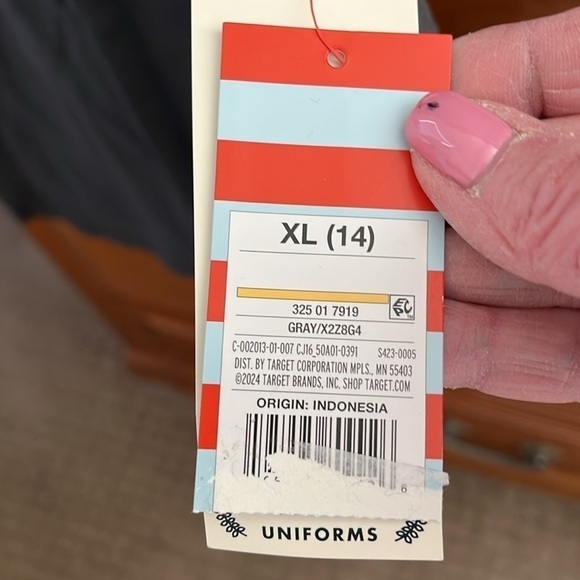 XL (14)
325 01 7919
GRAY/X2Z8G4
C-002013-01-007 CJ16_50A01-0391 S423-0005
DIST. BY TARGET CORPORATION MPLS., MN 55403
©2024 TARGET BRANDS, INC. SHOP TARGET.COM
ORIGIN: INDONESIA
6
UNIFORMS